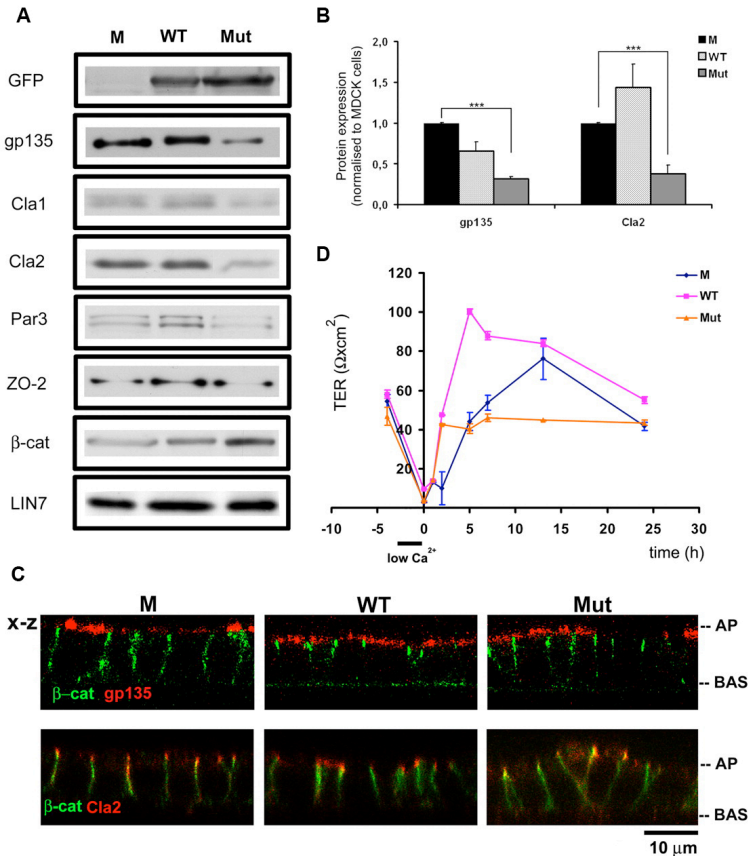 A
M WT Mut
GFP
gp135
Cla1
Cla2
Par3
ZO-2
β-cat
LIN7
B
Protein expression
(normalised to MDCK cells)
2,0
1,5
1,0
0,5
0,0
***
***
gp135 Cla2
M
WT
Mut
D
TER (Ωxcm²)
120
100
80
60
40
20
-10 -5 0 5 10 15 20 25 30
low Ca²⁺
time (h)
M
WT
Mut
C
M WT Mut
x-z
β-cat gp135
-- AP
-- BAS
β-cat Cla2
-- AP
-- BAS
10 μm